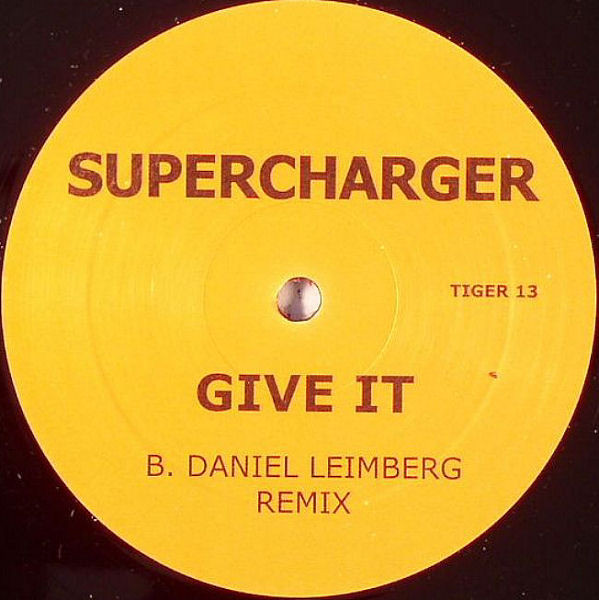 SUPERCHARGER
TIGER 13
GIVE IT
B. DANIEL LEIMBERG
REMIX